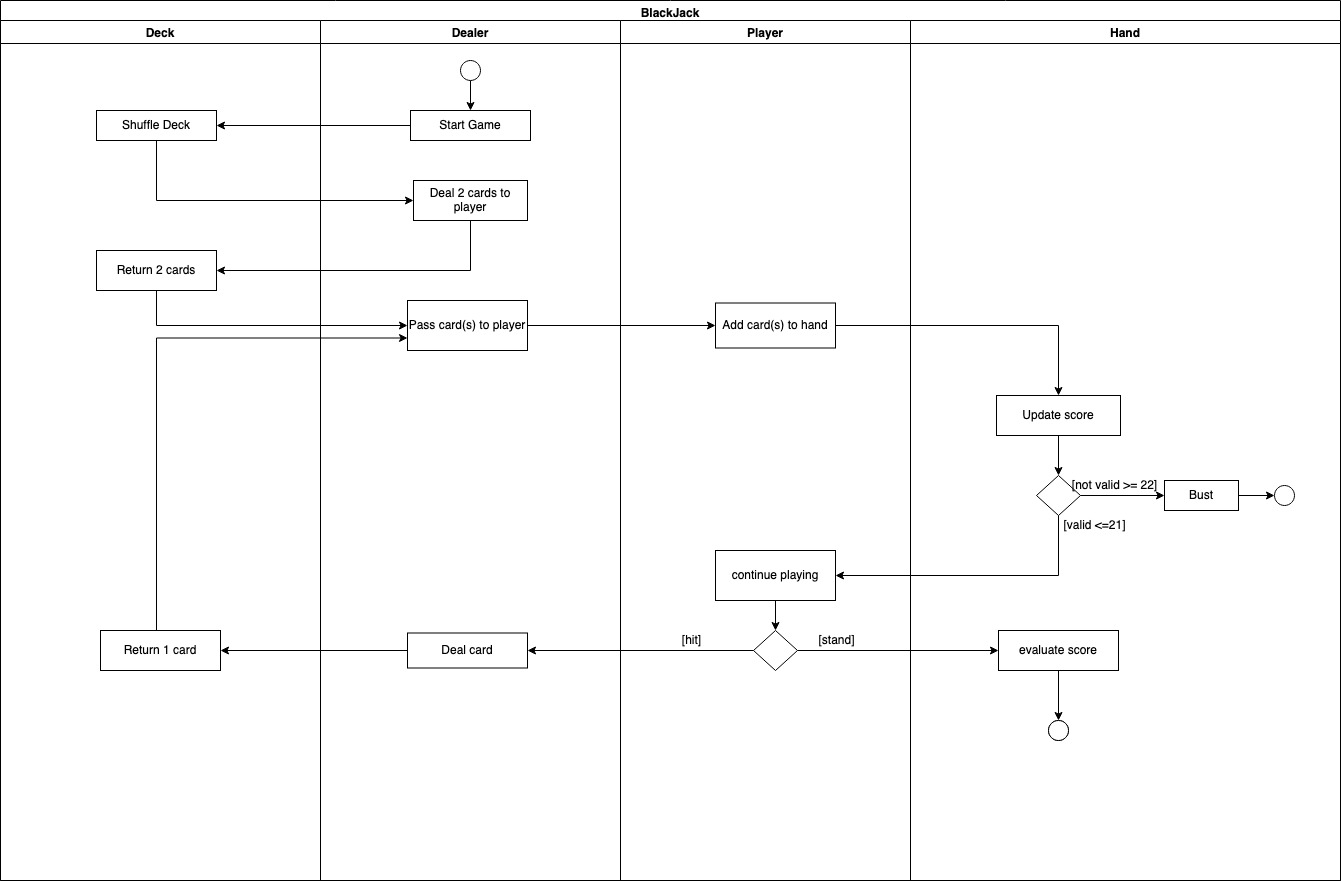 BlackJack
Deck
Dealer
Player
Hand
Shuffle Deck
Start Game
Deal 2 cards to
player
Return 2 cards
Pass card(s) to player
Add card(s) to hand
Update score
[not valid >= 22]
Bust
[valid <=21]
continue playing
[hit]
[stand]
Return 1 card
Deal card
evaluate score